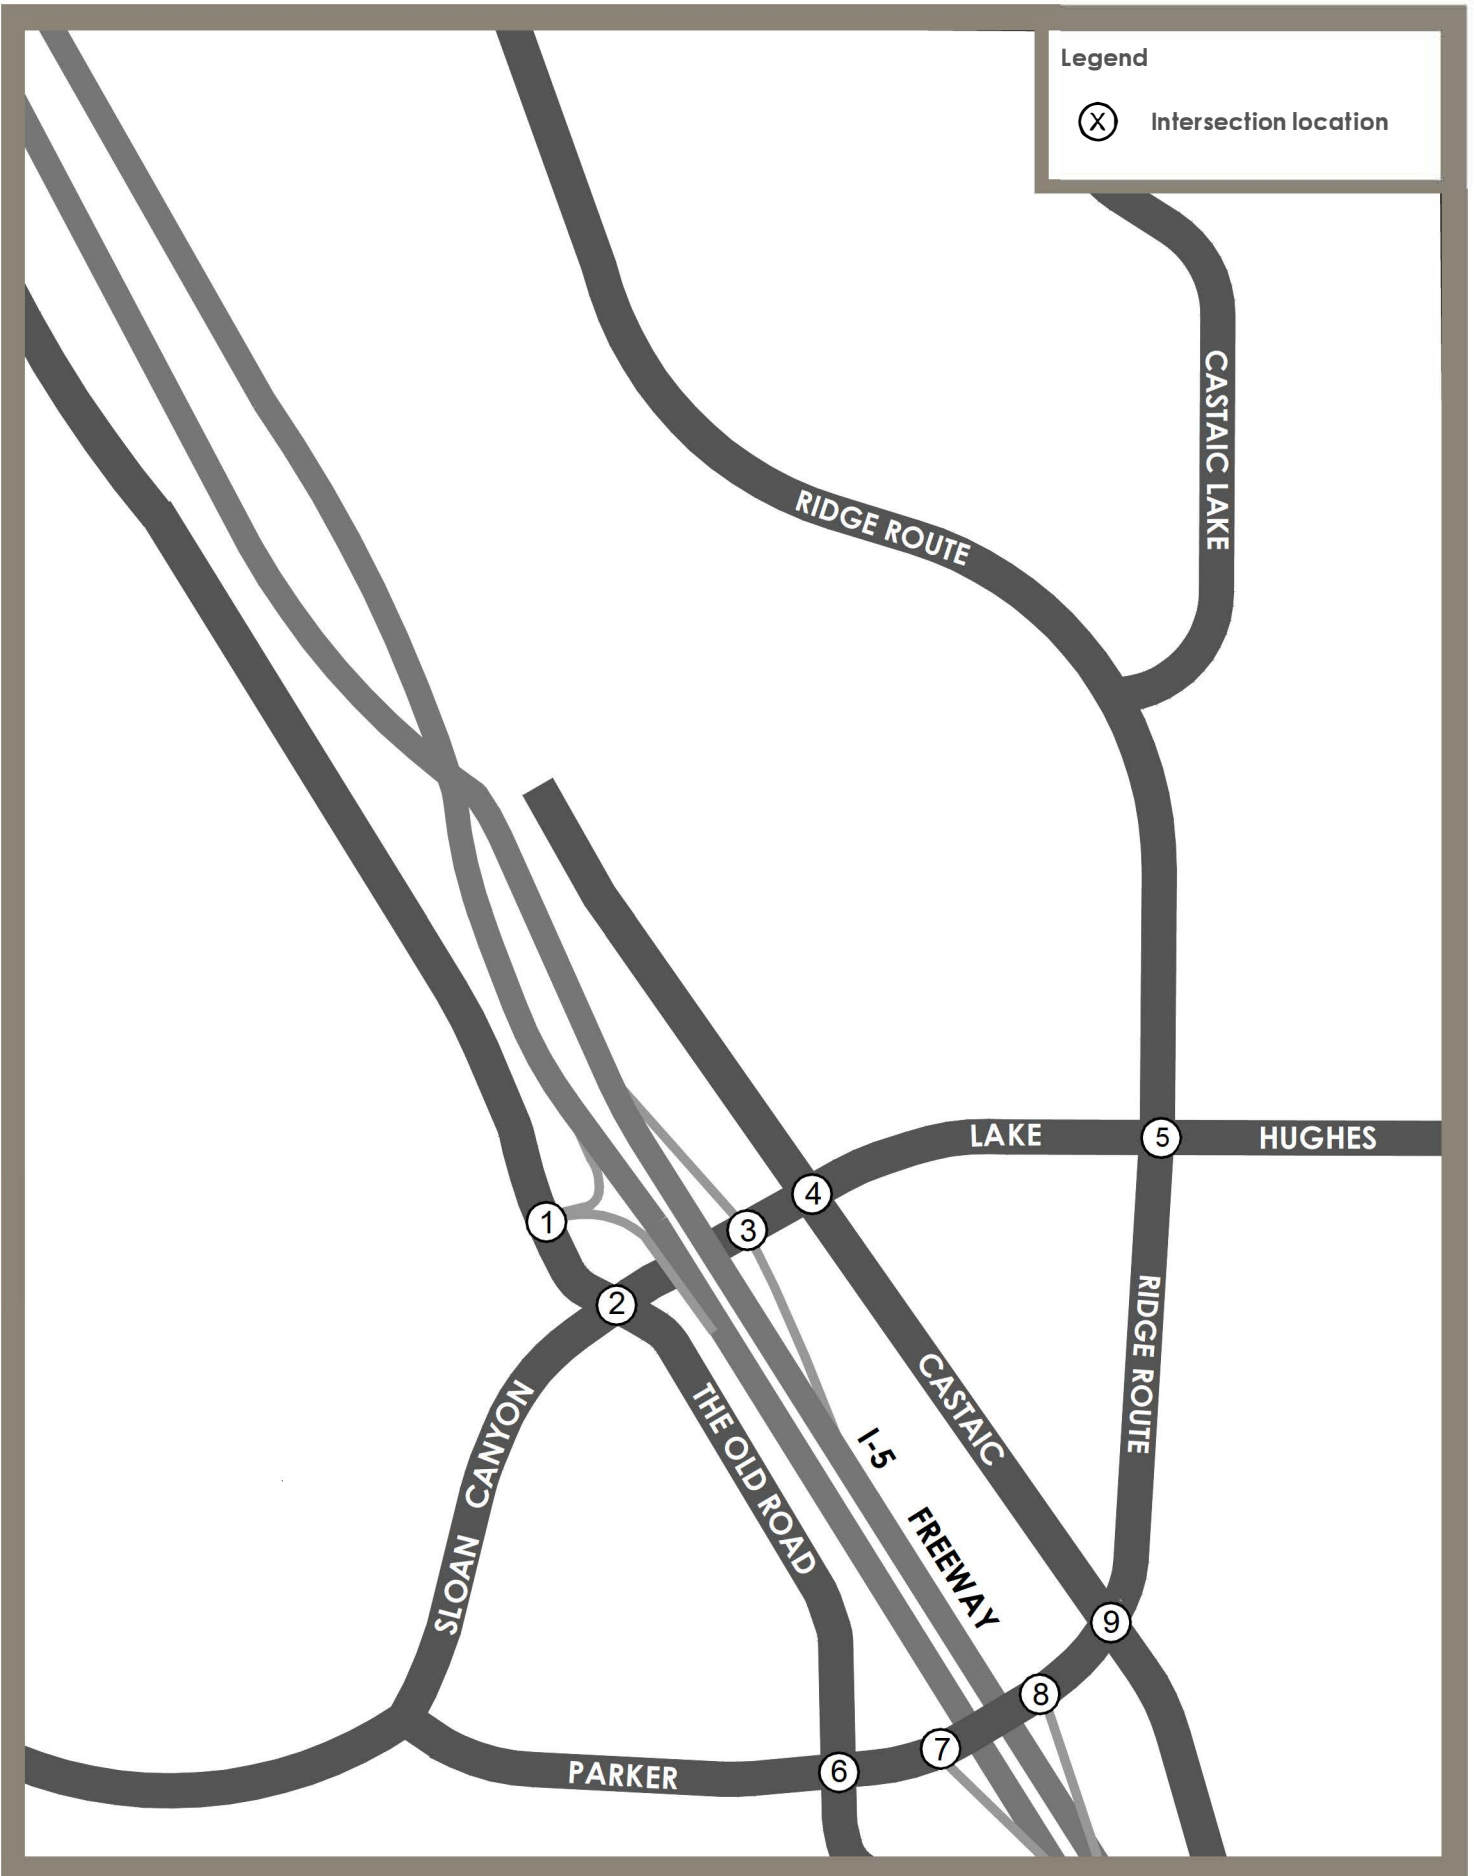 Legend
X Intersection location
CASTAIC LAKE
RIDGE ROUTE
LAKE
5
HUGHES
4
3
1
2
RIDGE ROUTE
CASTAIC
THE OLD ROAD
SLOAN CANYON
I-5 FREEWAY
9
8
7
6
PARKER